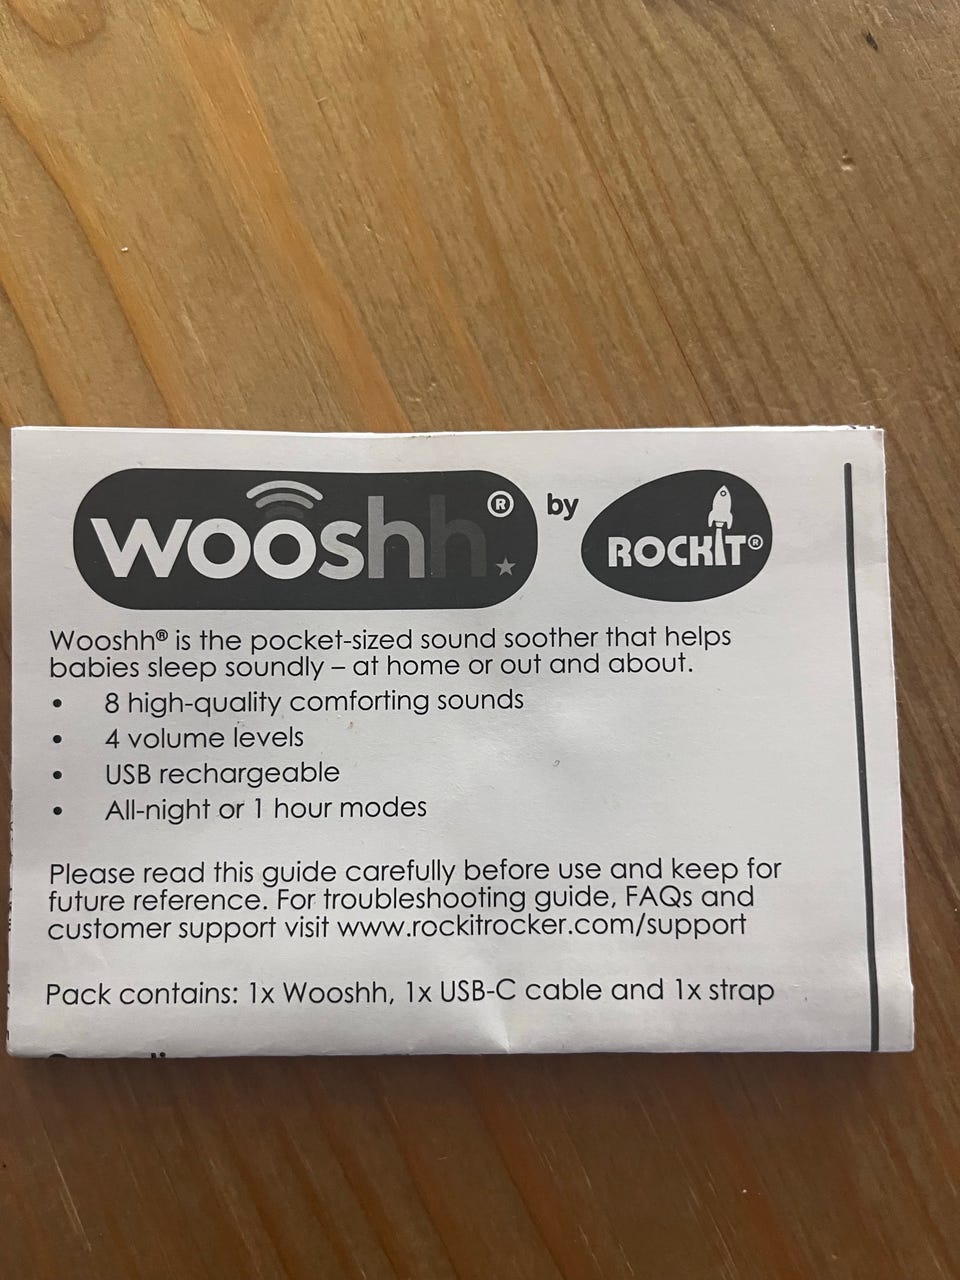 wooshh® by ROCKIT®
Wooshh® is the pocket-sized sound soother that helps
babies sleep soundly – at home or out and about.
• 8 high-quality comforting sounds
• 4 volume levels
• USB rechargeable
• All-night or 1 hour modes
Please read this guide carefully before use and keep for
future reference. For troubleshooting guide, FAQs and
customer support visit www.rockitrocker.com/support
Pack contains: 1x Wooshh, 1x USB-C cable and 1x strap